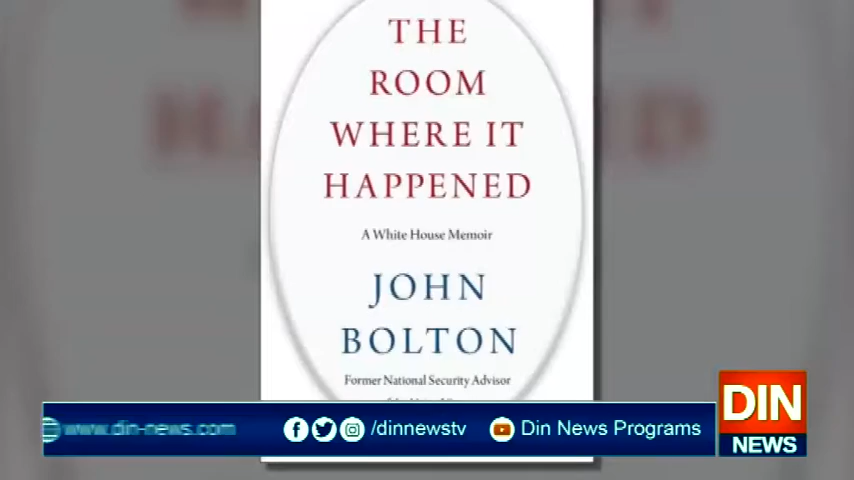 THE
ROOM
WHERE IT
HAPPENED
A White House Memoir
JOHN
BOLTON
Former National Security Advisor
www.din-news.com
/dinnewstv
Din News Programs
DIN
NEWS